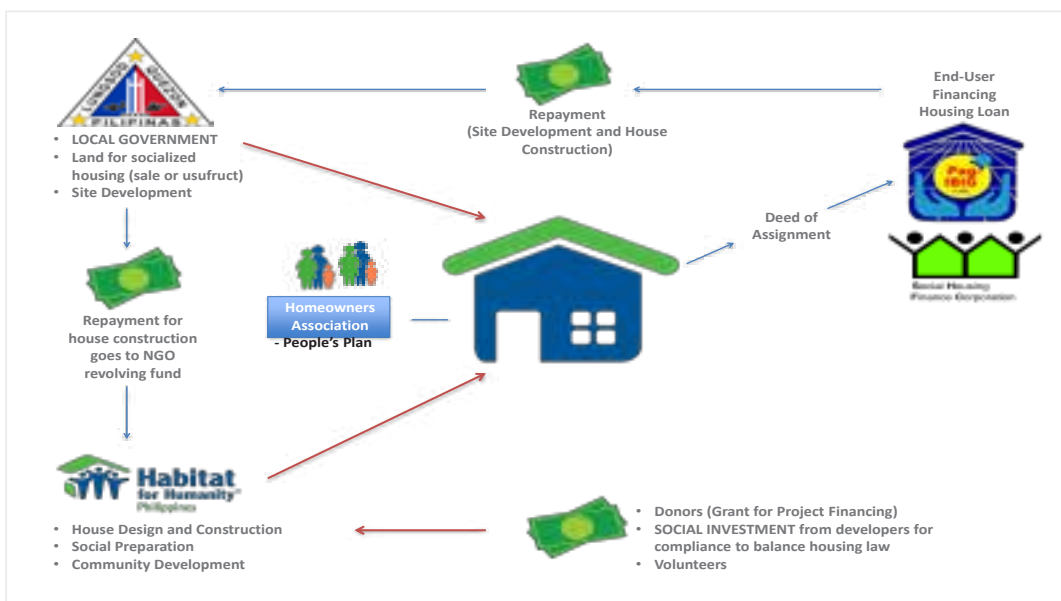 LUNGSOD QUEZON
PILIPINAS
• LOCAL GOVERNMENT
• Land for socialized
housing (sale or usufruct)
• Site Development
Repayment
(Site Development and House
Construction)
End-User
Financing
Housing Loan
Pag
IBIG
Deed of
Assignment
Social Housing
Finance Corporation
Homeowners
Association
- People's Plan
Repayment for
house construction
goes to NGO
revolving fund
Habitat
for Humanity®
Philippines
• House Design and Construction
• Social Preparation
• Community Development
• Donors (Grant for Project Financing)
• SOCIAL INVESTMENT from developers for
compliance to balance housing law
• Volunteers